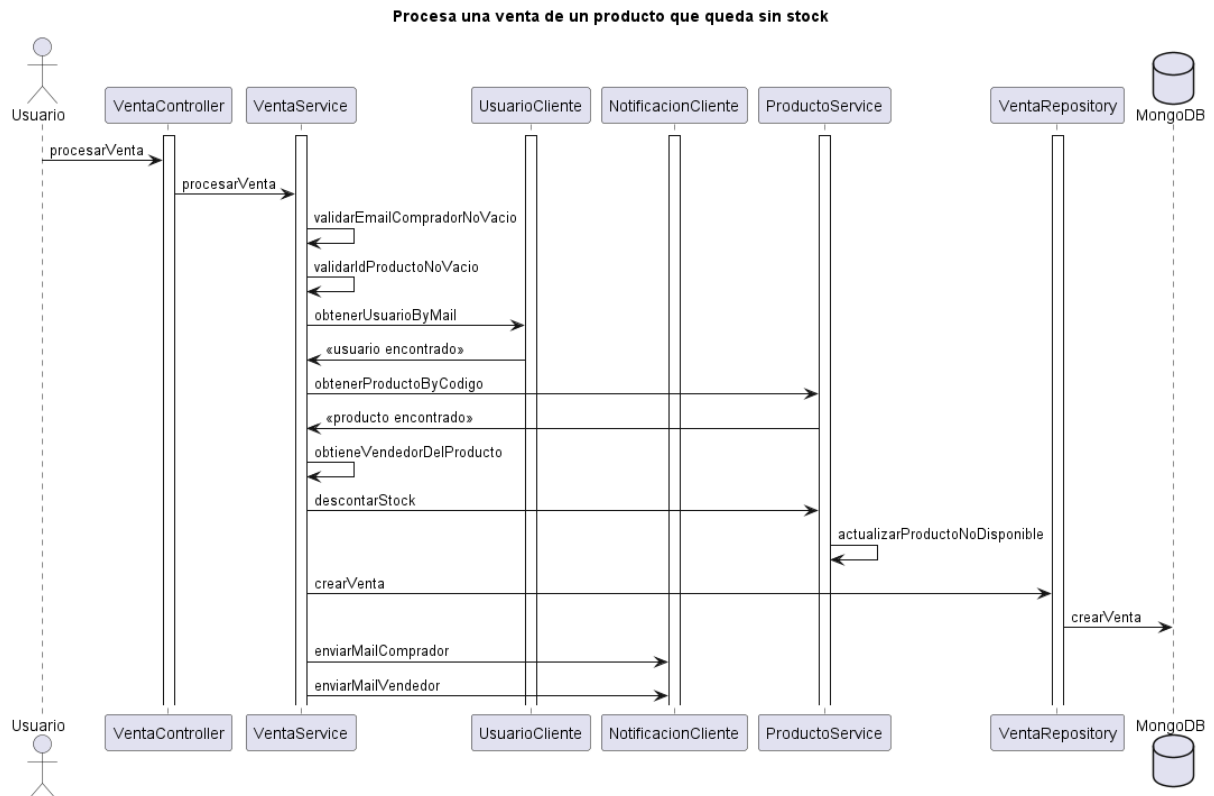 Procesa una venta de un producto que queda sin stock
Usuario
VentaController
VentaService
UsuarioCliente
NotificacionCliente
ProductoService
VentaRepository
MongoDB
procesarVenta
procesarVenta
validarEmailCompradorNoVacio
validarIdProductoNoVacio
obtenerUsuarioByMail
«usuario encontrado»
obtenerProductoByCodigo
«producto encontrado»
obtieneVendedorDelProducto
descontarStock
actualizarProductoNoDisponible
crearVenta
crearVenta
enviarMailComprador
enviarMailVendedor
Usuario
VentaController
VentaService
UsuarioCliente
NotificacionCliente
ProductoService
VentaRepository
MongoDB